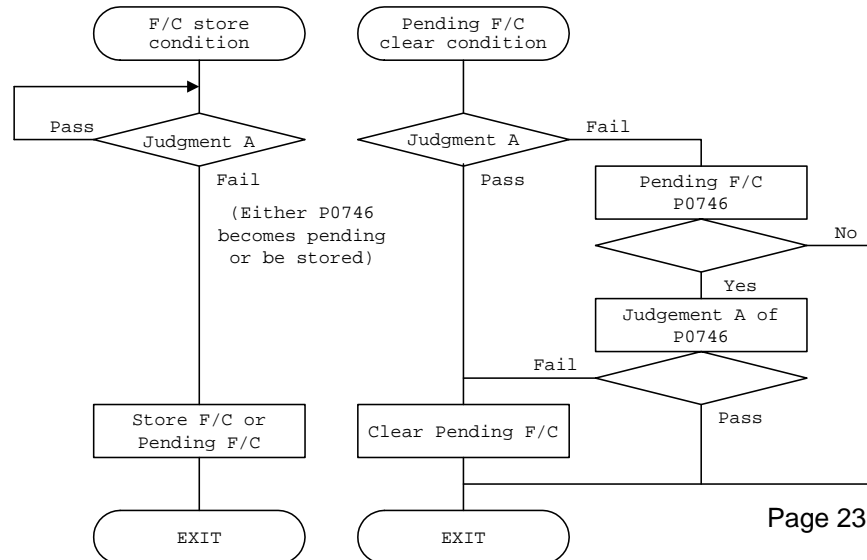 F/C store
condition
Pass
Judgment A
Fail
(Either P0746
becomes pending
or be stored)
Store F/C or
Pending F/C
EXIT
Pending F/C
clear condition
Judgment A
Fail
Pass
Pending F/C
P0746
No
Yes
Judgement A of
P0746
Fail
Pass
Clear Pending F/C
EXIT
Page 23